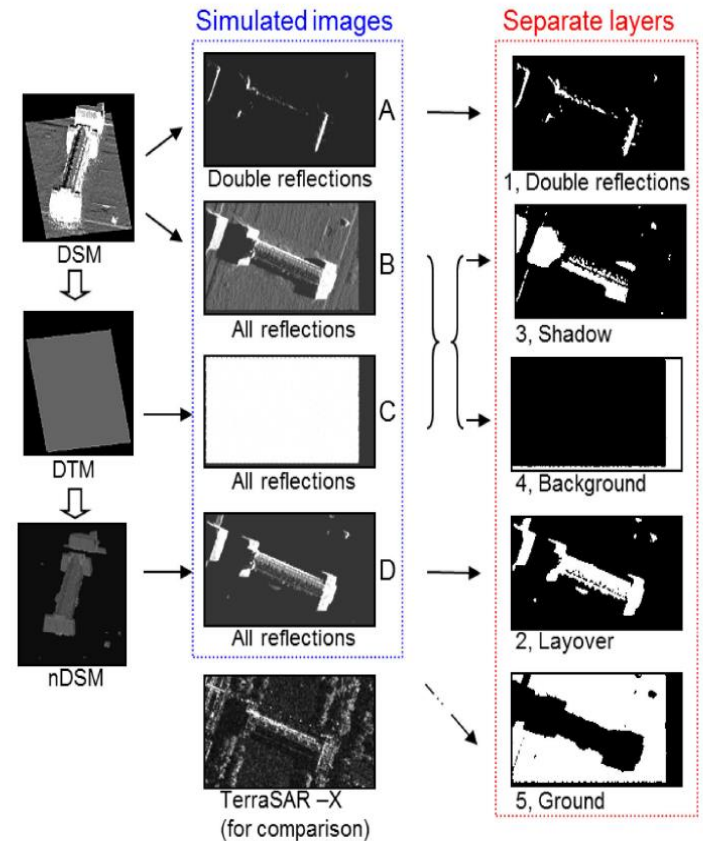 Simulated images
Separate layers
A
Double reflections
1, Double reflections
DSM
B
All reflections
3, Shadow
C
DTM
All reflections
4, Background
D
nDSM
All reflections
2, Layover
TerraSAR –X
(for comparison)
5, Ground